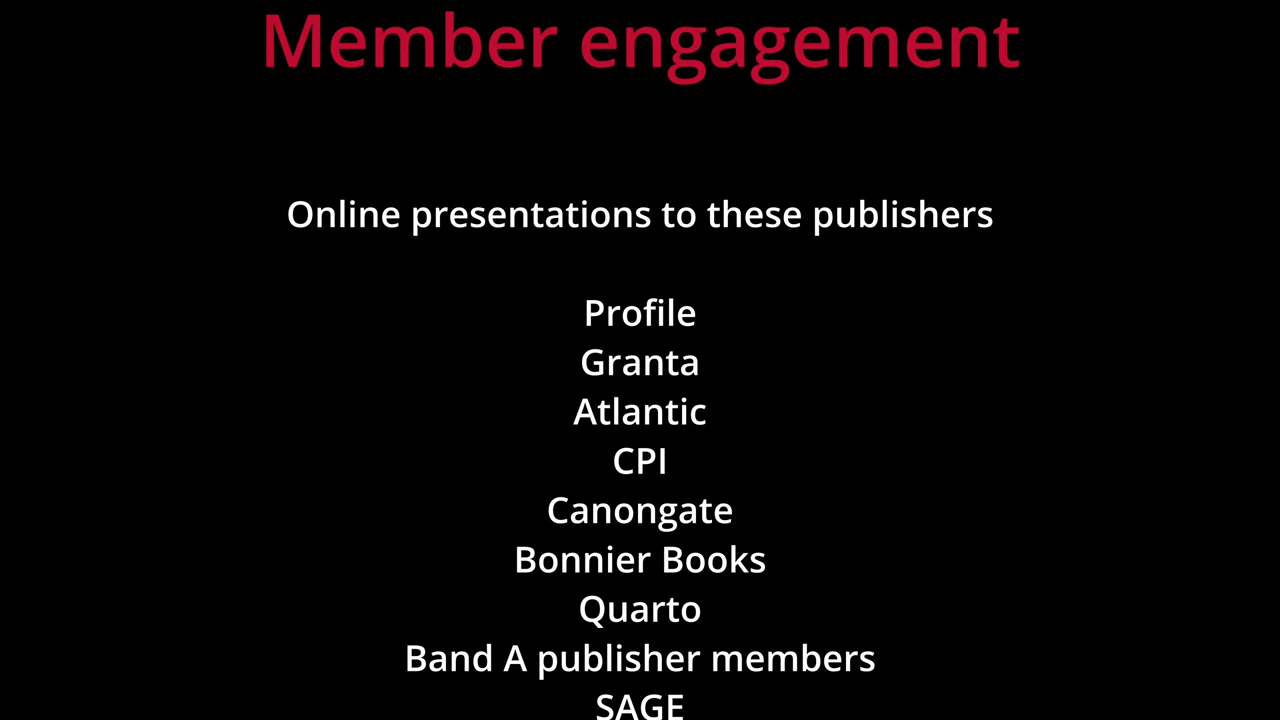 Member engagement
Online presentations to these publishers
Profile
Granta
Atlantic
CPI
Canongate
Bonnier Books
Quarto
Band A publisher members
SAGE